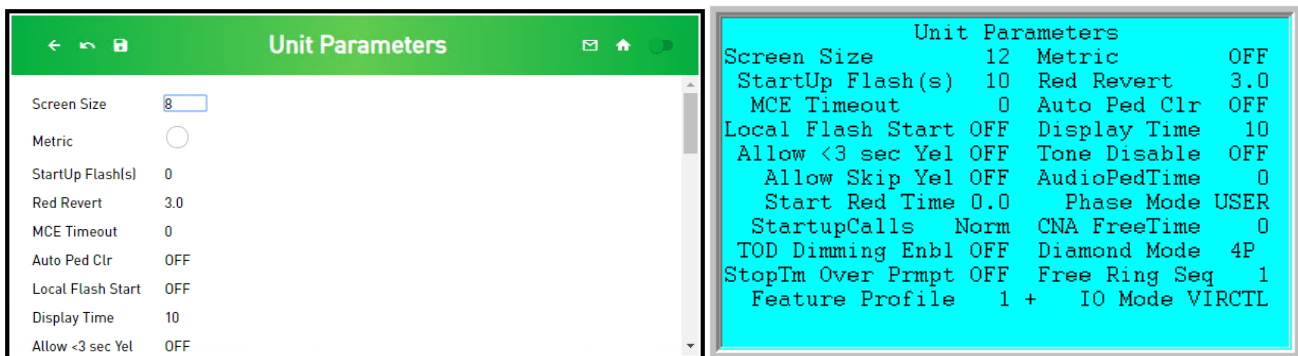 Unit Parameters
Screen Size 8
Metric
StartUp Flash(s) 0
Red Revert 3.0
MCE Timeout 0
Auto Ped Clr OFF
Local Flash Start OFF
Display Time 10
Allow <3 sec Yel OFF
Unit Parameters
Screen Size 12 Metric OFF
StartUp Flash(s) 10 Red Revert 3.0
MCE Timeout 0 Auto Ped Clr OFF
Local Flash Start OFF Display Time 10
Allow <3 sec Yel OFF Tone Disable OFF
Allow Skip Yel OFF AudioPedTime 0
Start Red Time 0.0 Phase Mode USER
StartupCalls Norm CNA FreeTime 0
TOD Dimming Enbl OFF Diamond Mode 4P
StopTm Over Prmpt OFF Free Ring Seq 1
Feature Profile 1 + IO Mode VIRCTL